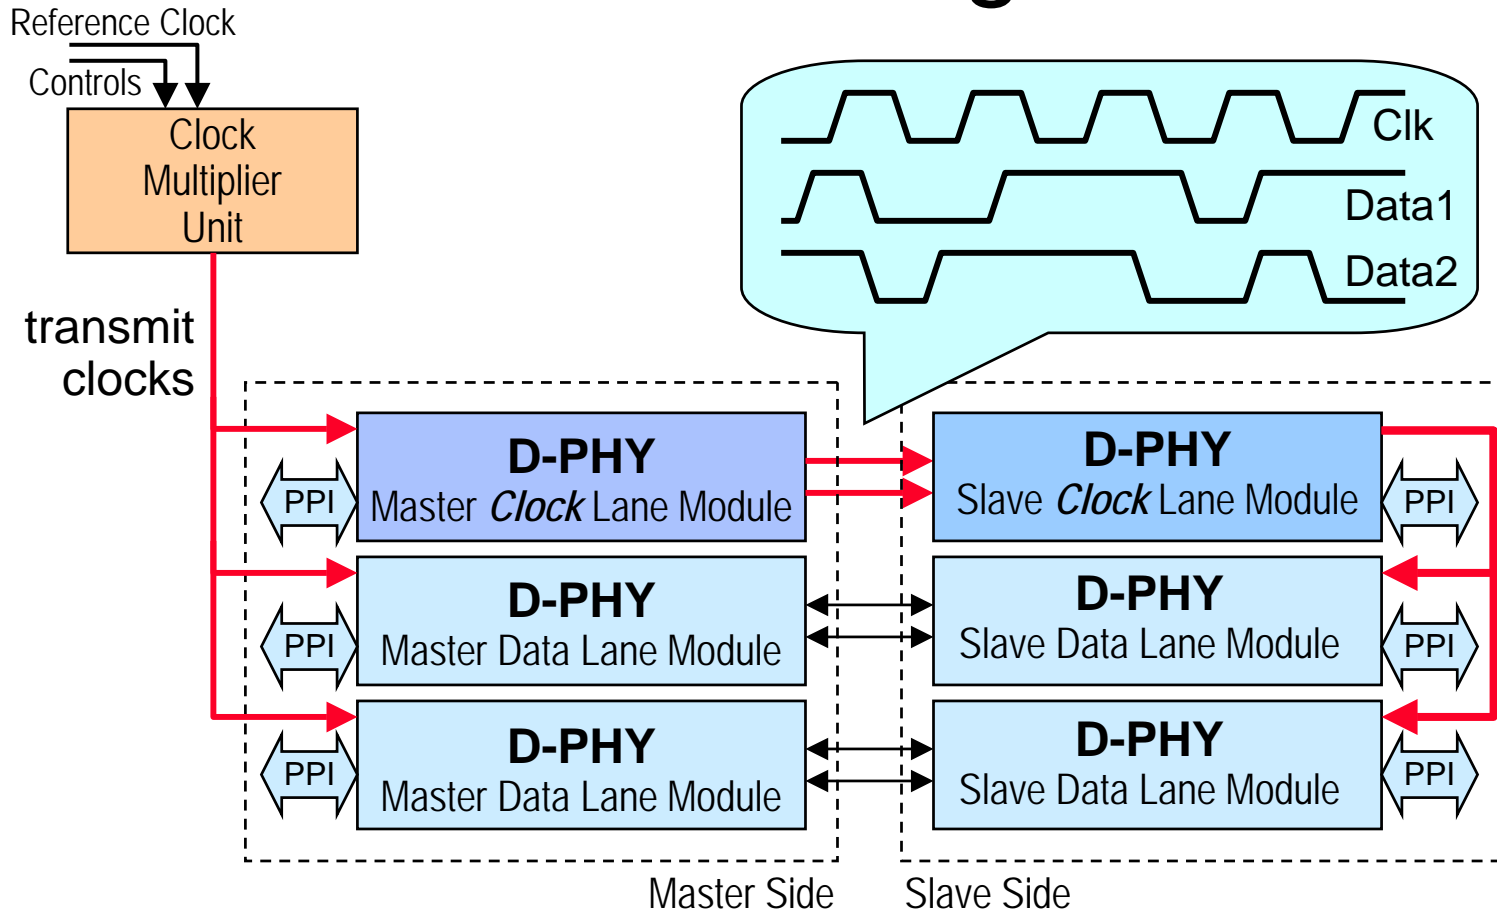 Reference Clock
Controls
Clock
Multiplier
Unit
transmit
clocks
Clk
Data1
Data2
D-PHY
Master Clock Lane Module
PPI
D-PHY
Slave Clock Lane Module
PPI
D-PHY
Master Data Lane Module
PPI
D-PHY
Slave Data Lane Module
PPI
D-PHY
Master Data Lane Module
PPI
D-PHY
Slave Data Lane Module
PPI
Master Side
Slave Side